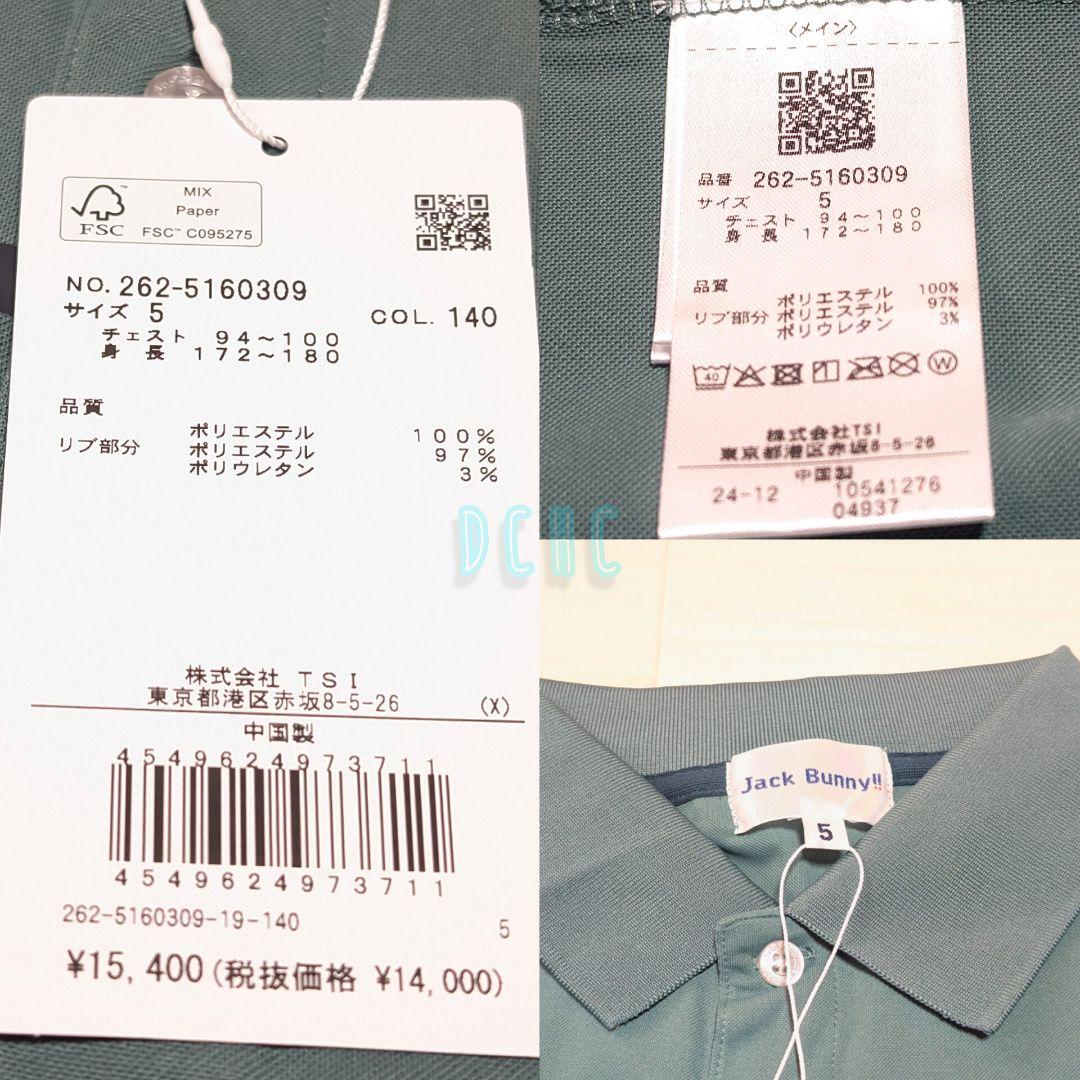 MIX
Paper
FSC
FSC™ C095275
NO. 262-5160309
サイズ 5
COL. 140
チェスト 94～100
身長 172～180
品質
ポリエステル 100%
リブ部分 ポリエステル 97%
ポリウレタン 3%
株式会社 TSI
東京都港区赤坂8-5-26
(X)
中国製
4549624973711
4549624973711
262-5160309-19-140
5
¥15,400(税抜価格 ¥14,000)
〈メイン〉
品番 262-5160309
サイズ 5
チェスト 94～100
身長 172～180
品質
ポリエステル 100%
リブ部分 ポリエステル 97%
ポリウレタン 3%
40
W
株式会社TSI
東京都港区赤坂8-5-26
中国製
24-12 10541276
04937
DCHC
Jack Bunny!!
5